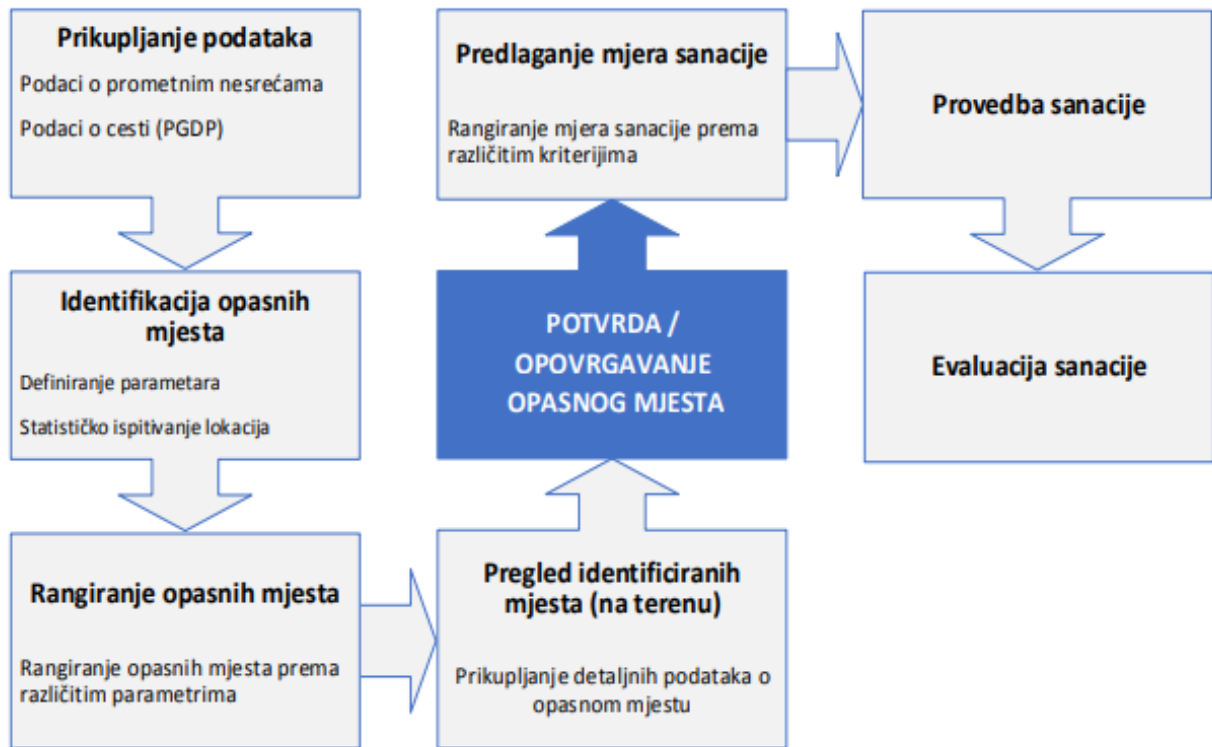 Prikupljanje podataka
Podaci o prometnim nesrećama
Podaci o cesti (PGDP)
Identifikacija opasnih
mjesta
Definiranje parametara
Statističko ispitivanje lokacija
Rangiranje opasnih mjesta
Rangiranje opasnih mjesta prema
različitim parametrima
Pregled identificiranih
mjesta (na terenu)
Prikupljanje detaljnih podataka o
opasnom mjestu
POTVRDA /
OPOVRGAVANJE
OPASNOG MJESTA
Predlaganje mjera sanacije
Rangiranje mjera sanacije prema
različitim kriterijima
Provedba sanacije
Evaluacija sanacije